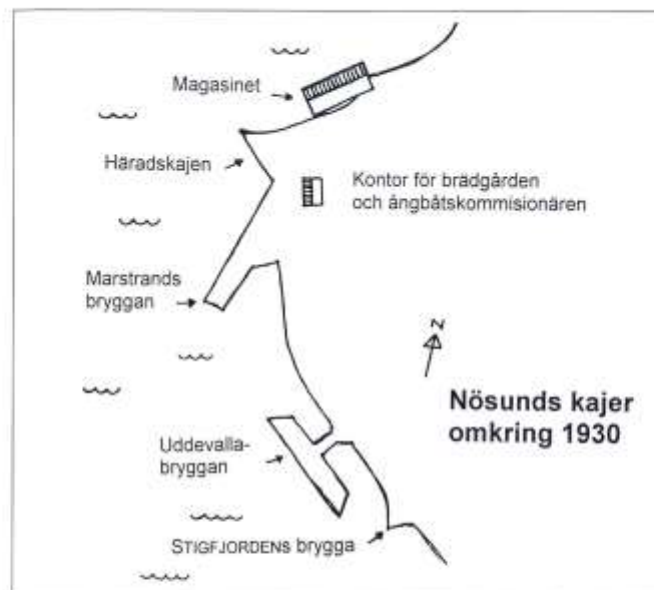 Magasinet
Häradskajen
Kontor för brädgården
och ångbåtskommisionären
Marstrands
bryggan
Z
Nösunds kajer
omkring 1930
Uddevalla-
bryggan
STIGFJORDENs brygga